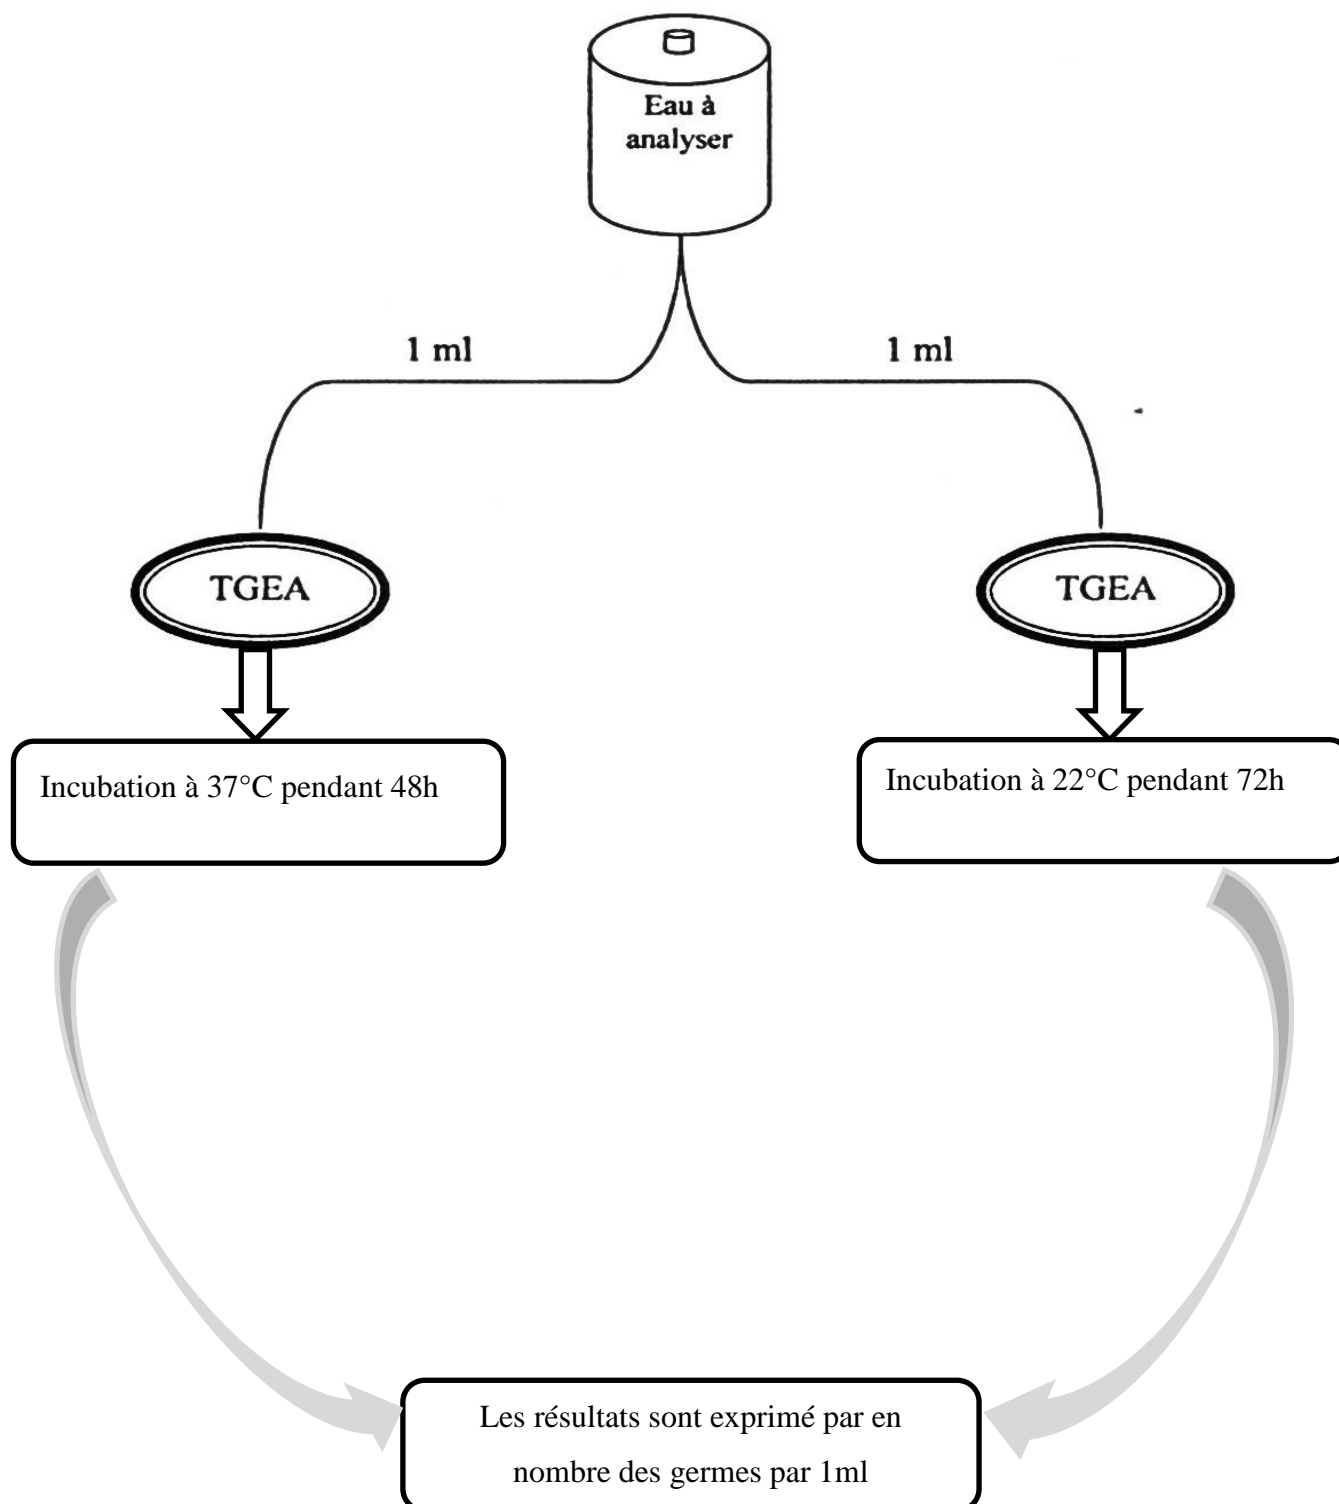 Eau à
analyser
1 ml
1 ml
TGEA
TGEA
Incubation à 37°C pendant 48h
Incubation à 22°C pendant 72h
Les résultats sont exprimé par en
nombre des germes par 1ml